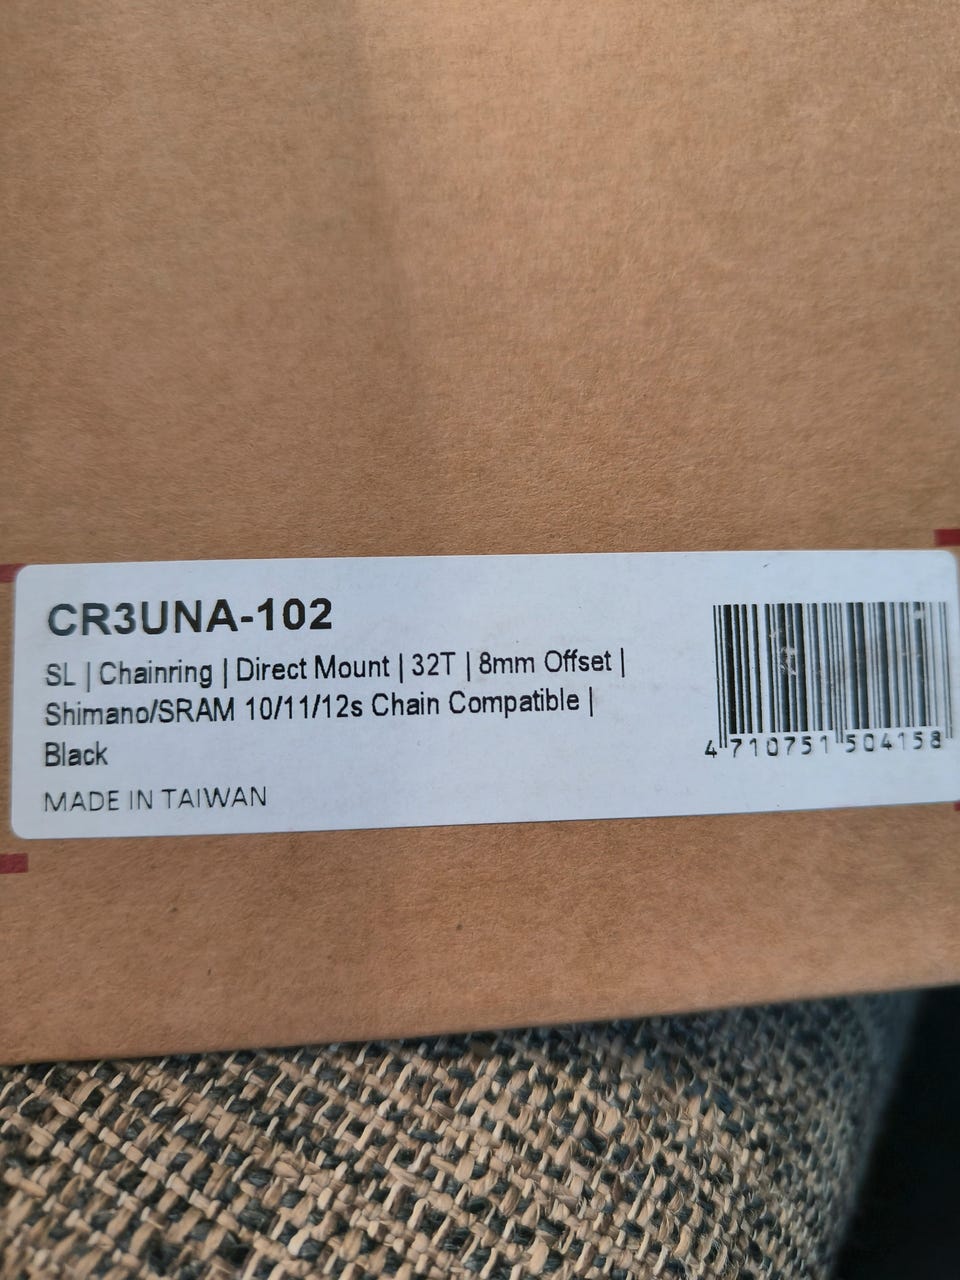 CR3UNA-102
SL | Chainring | Direct Mount | 32T | 8mm Offset |
Shimano/SRAM 10/11/12s Chain Compatible |
Black
MADE IN TAIWAN
4 710751 504158